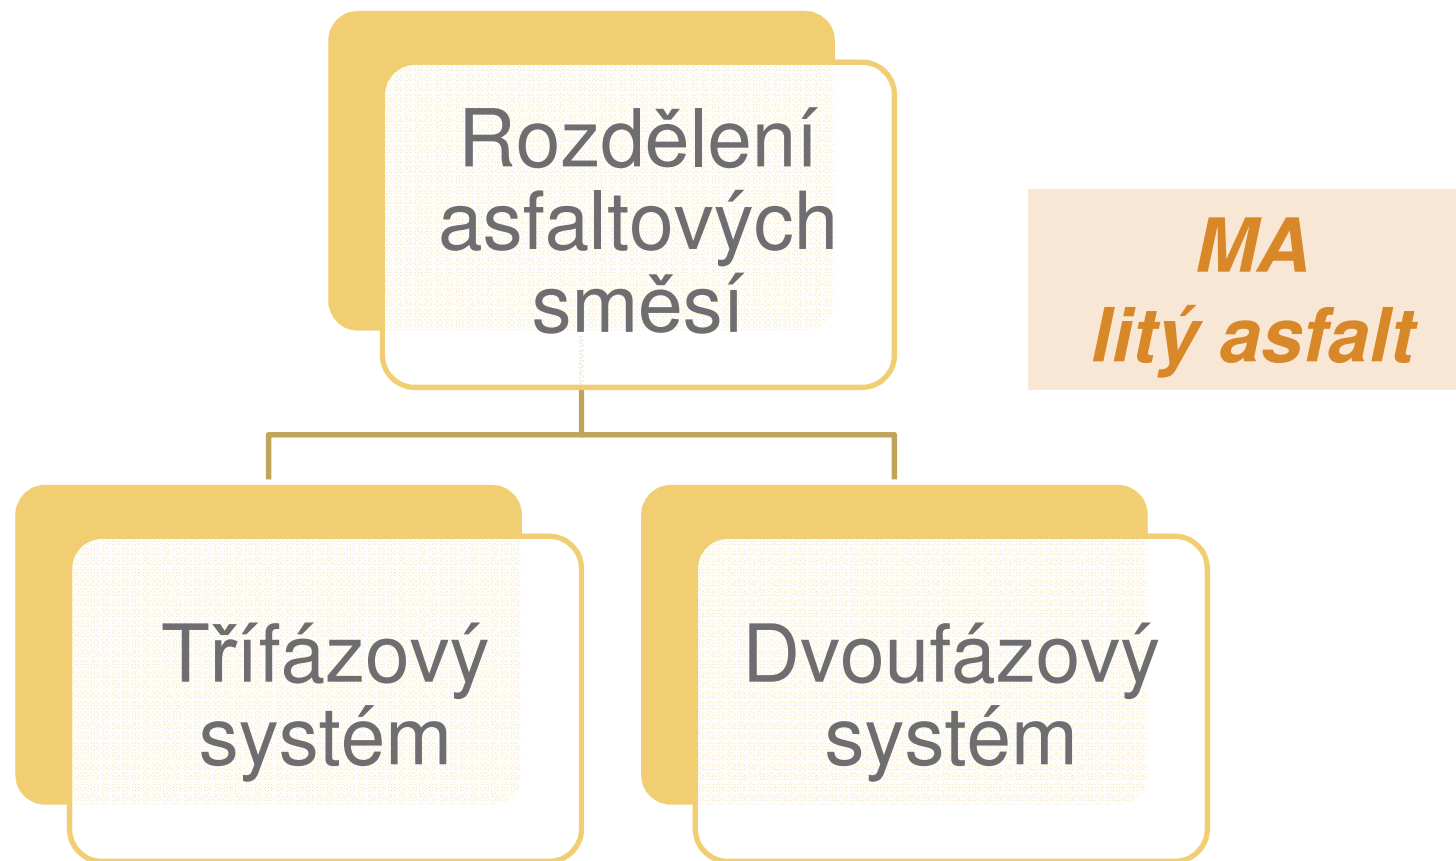 Rozdělení
asfaltových
směsí
MA
litý asfalt
Třífázový
systém
Dvoufázový
systém